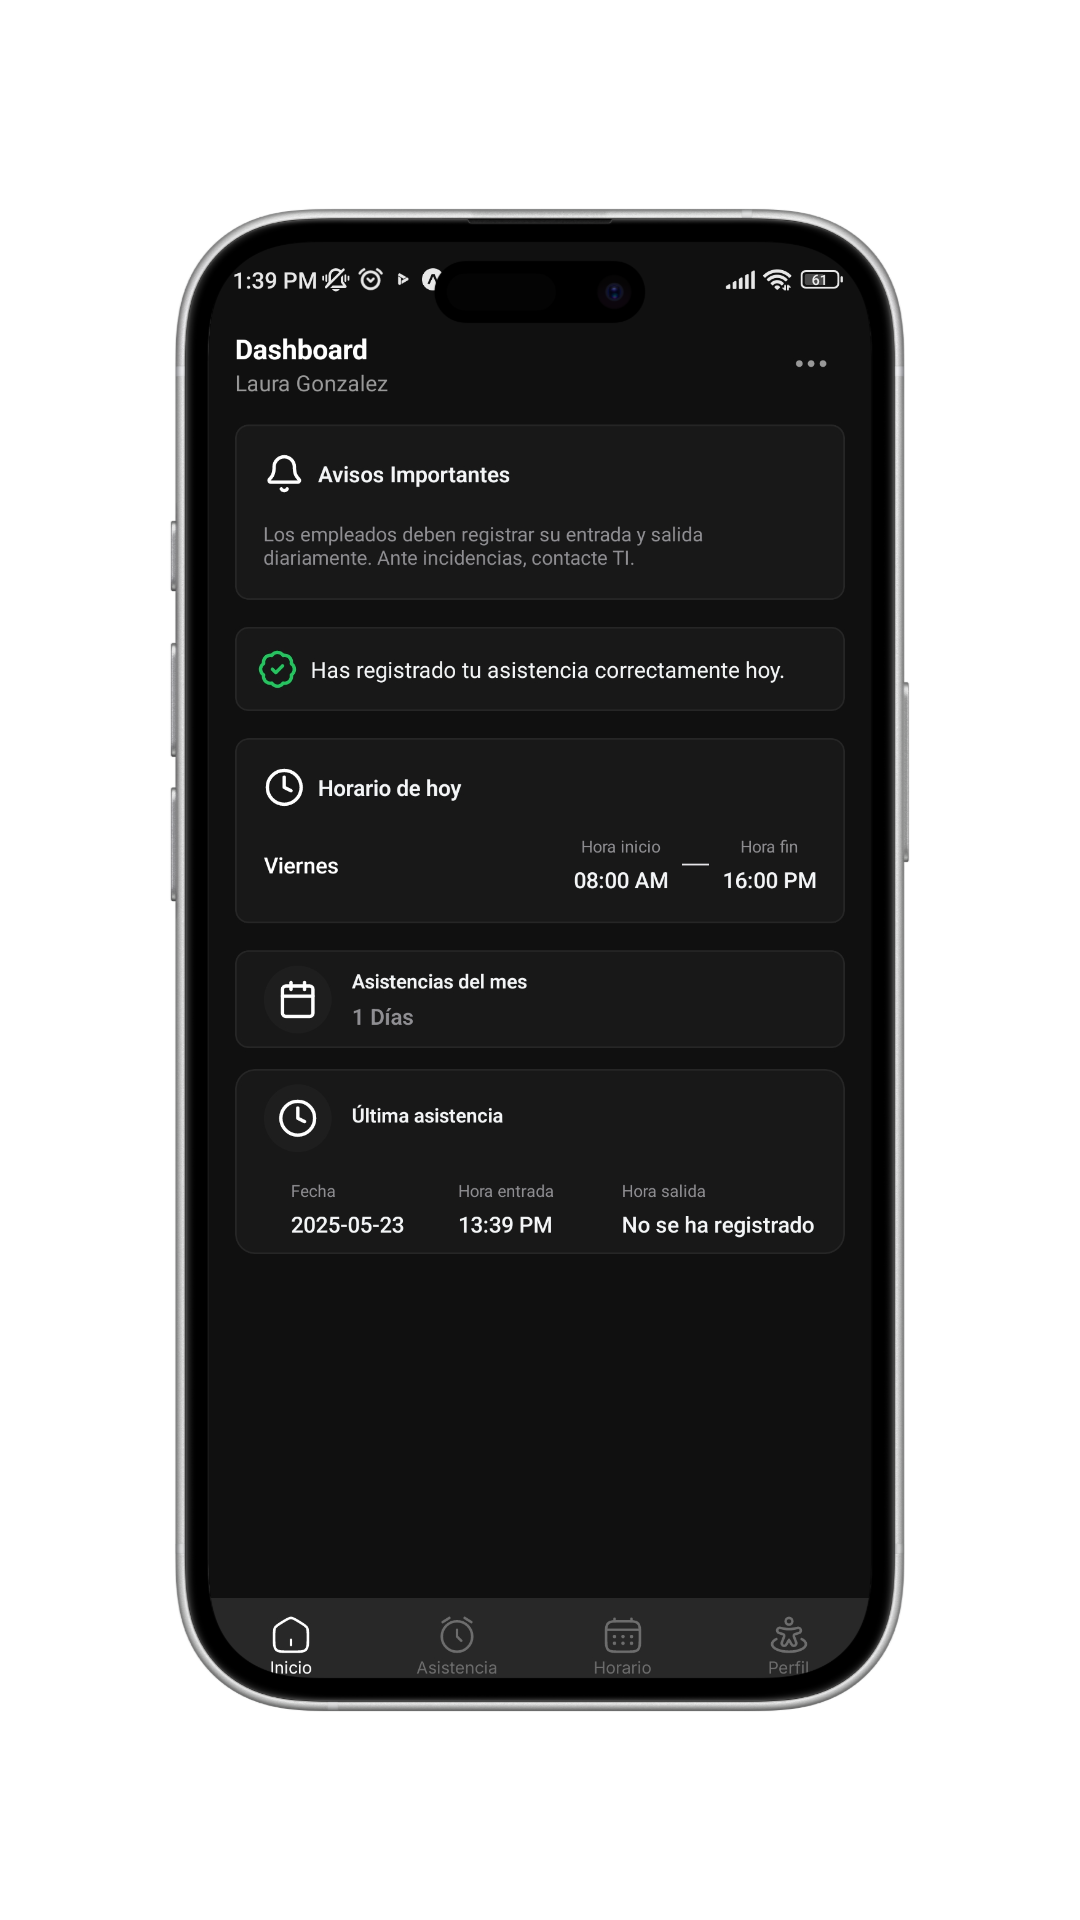 1:39 PM
61
Dashboard
Laura Gonzalez
Avisos Importantes
Los empleados deben registrar su entrada y salida
diariamente. Ante incidencias, contacte TI.
Has registrado tu asistencia correctamente hoy.
Horario de hoy
Viernes
Hora inicio
08:00 AM
—
Hora fin
16:00 PM
Asistencias del mes
1 Días
Última asistencia
Fecha
2025-05-23
Hora entrada
13:39 PM
Hora salida
No se ha registrado
Inicio
Asistencia
Horario
Perfil